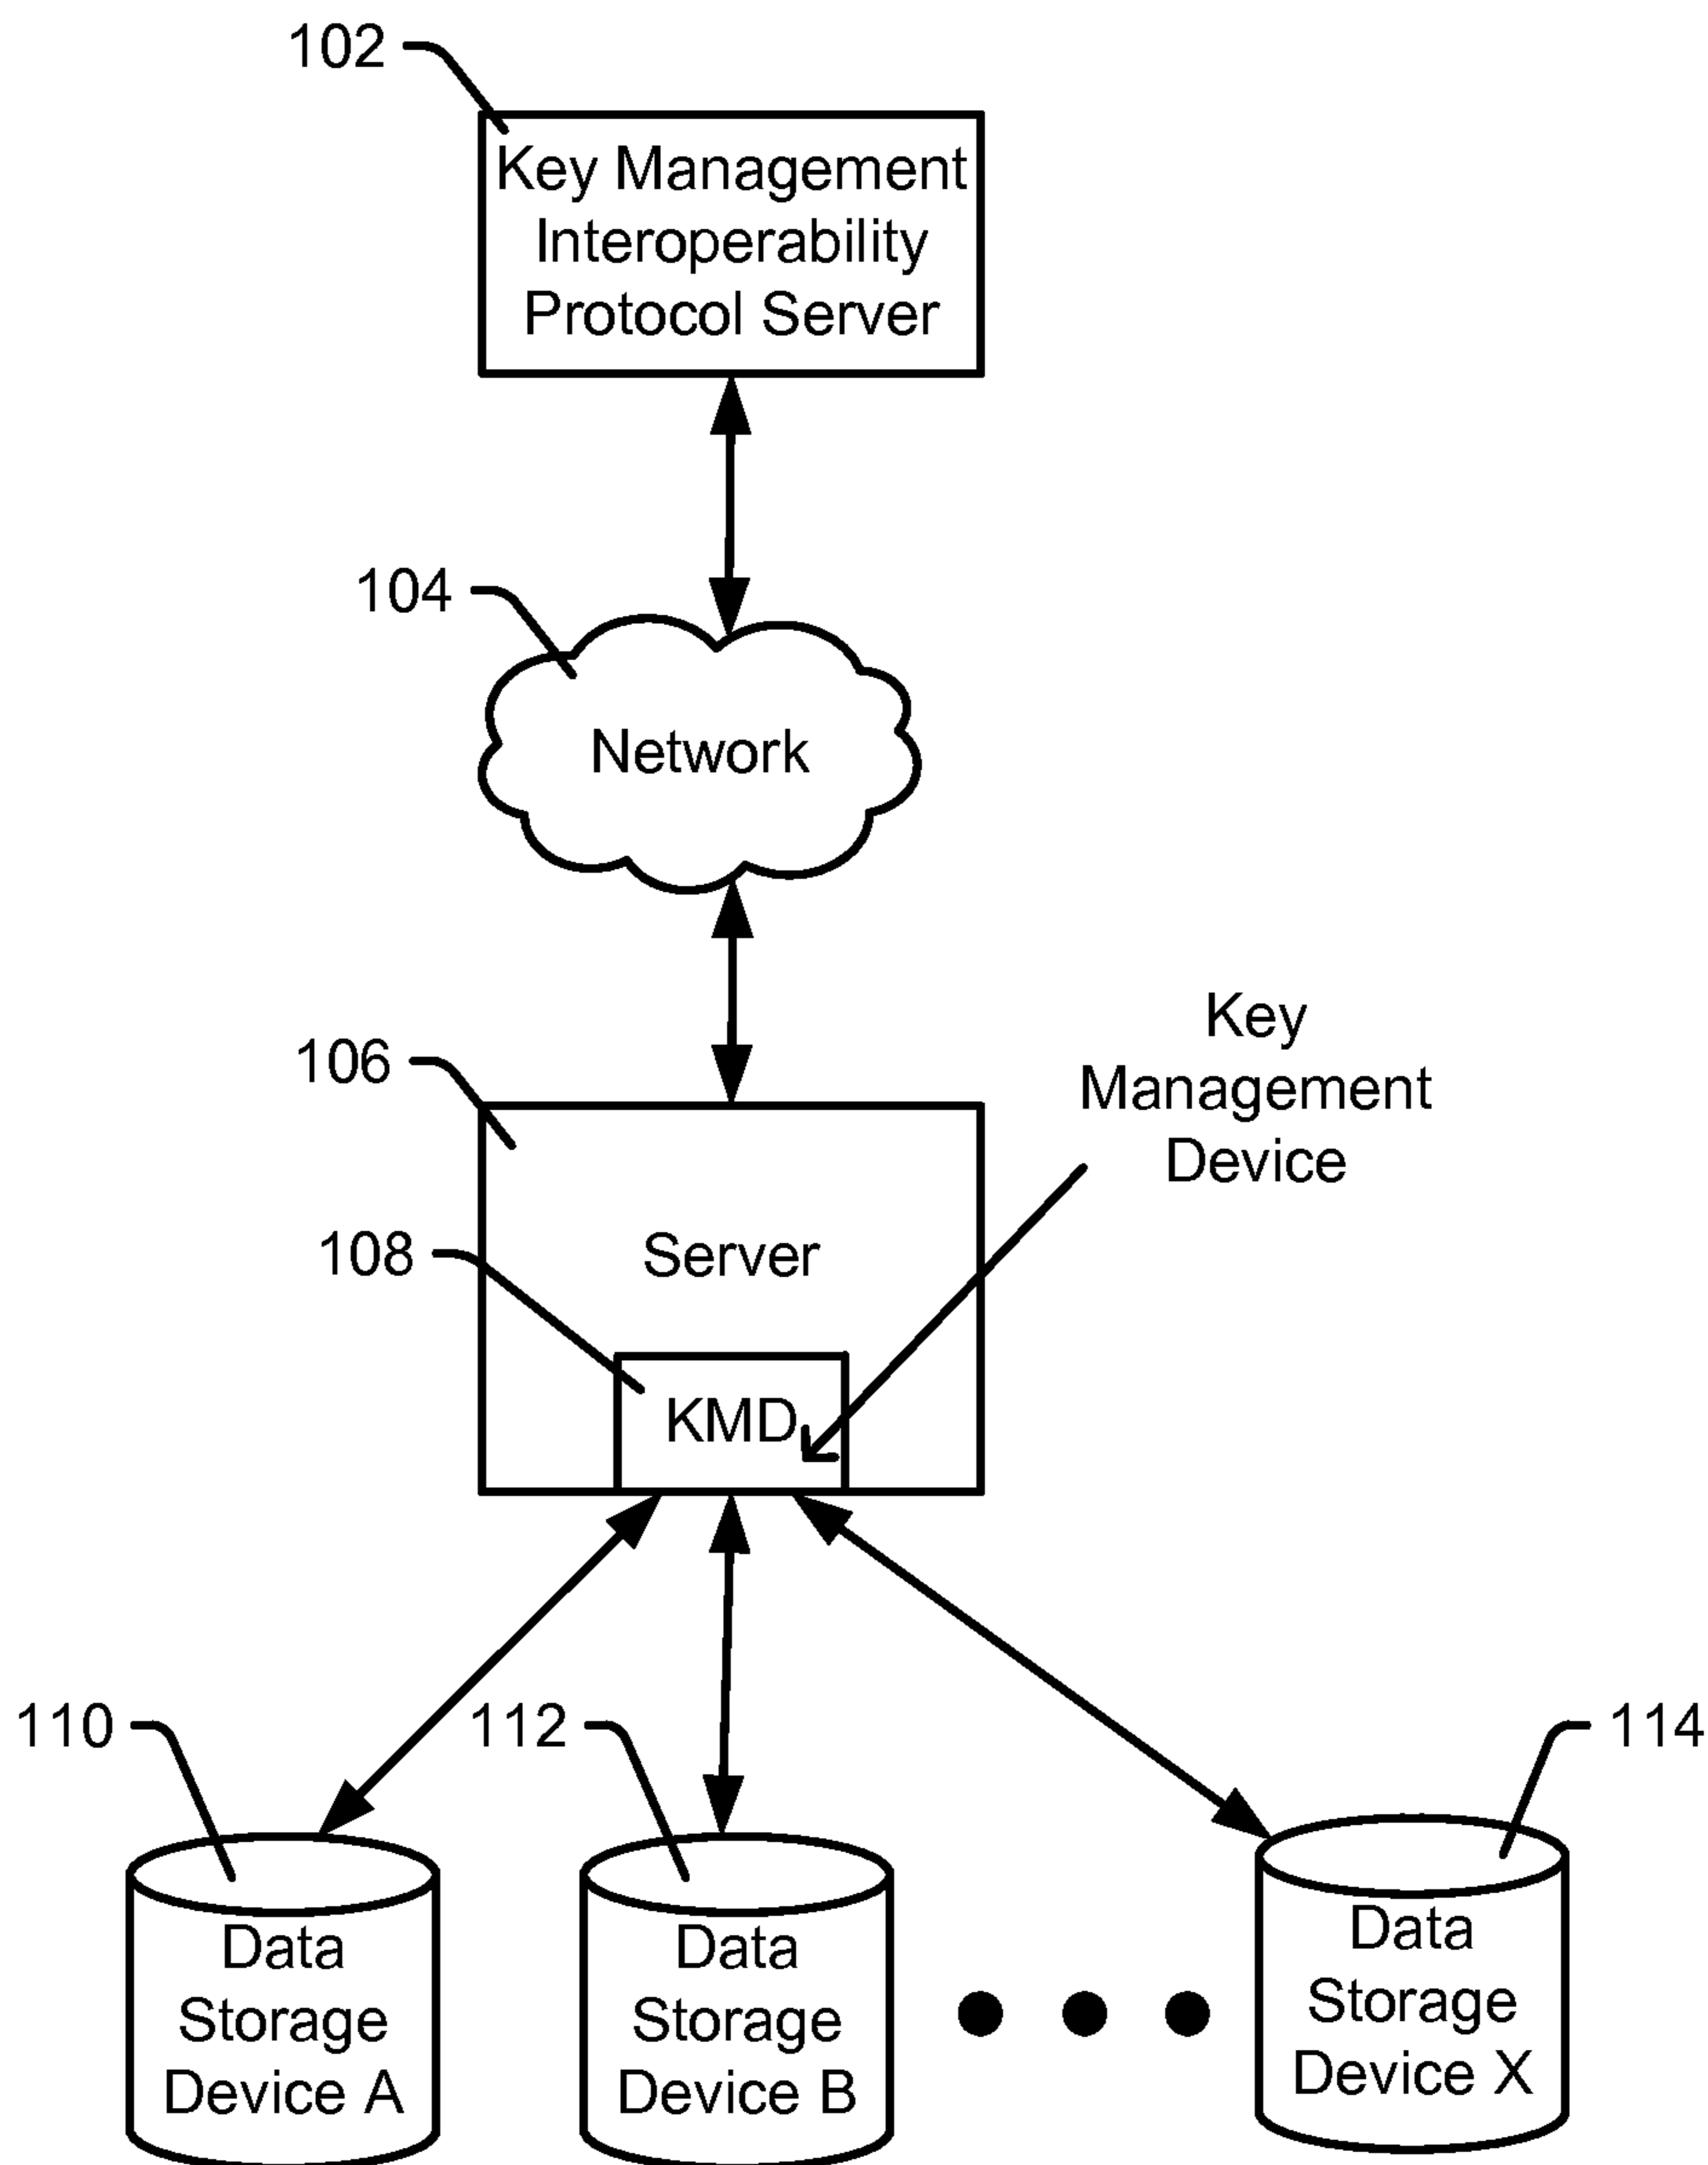 102
Key Management
Interoperability
Protocol Server
104
Network
106
Key
Management
Device
Server
108
KMD
110
112
114
Data
Storage
Device A
Data
Storage
Device B
Data
Storage
Device X